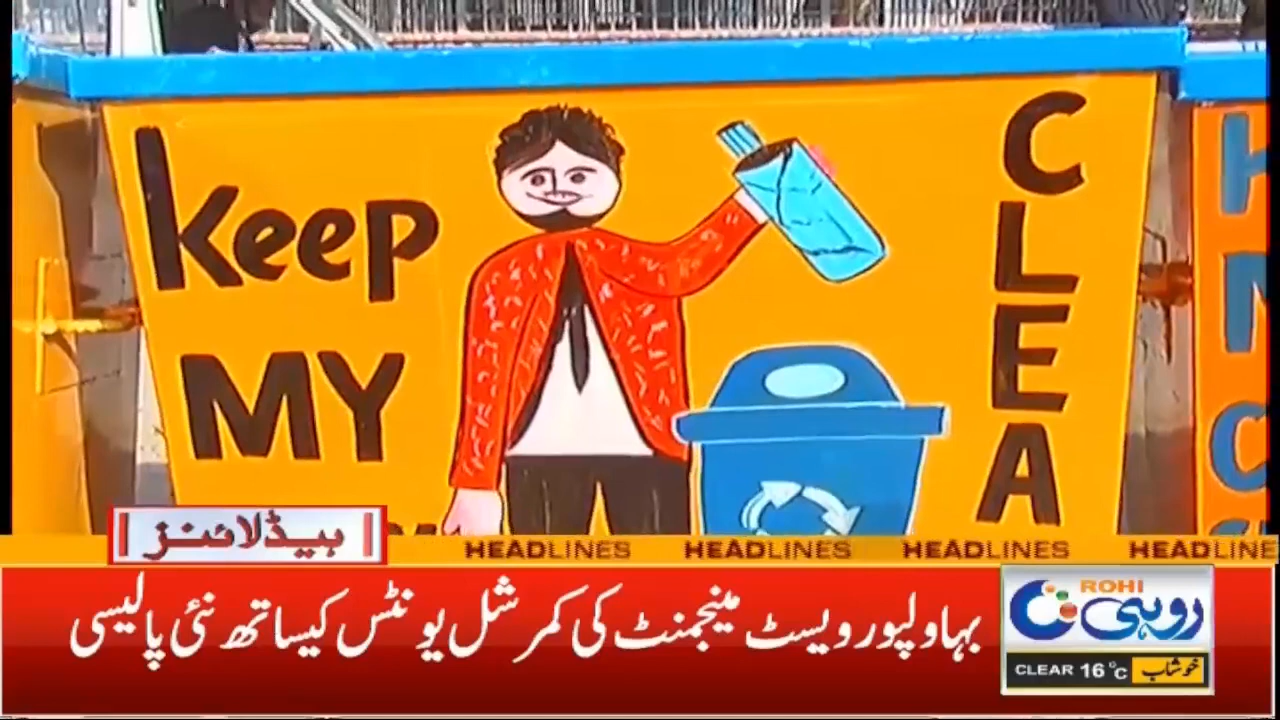 Keep
MY
CLEA
ہیڈلائنز
HEADLINES HEADLINES HEADLINES HEADLINE
بہاولپور ویسٹ مینجمنٹ کی کمرشل یونٹس کیساتھ نئی پالیسی
ROHI
روہی
CLEAR 16°C خوشاب